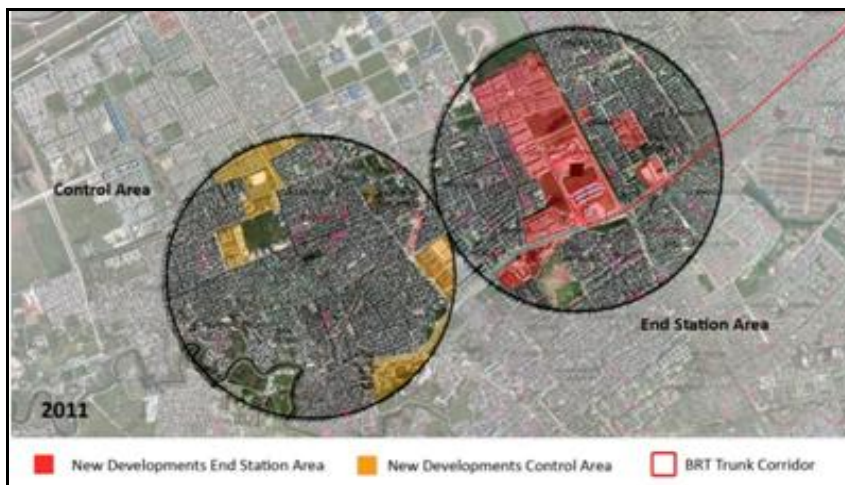 Control Area
End Station Area
2011
New Developments End Station Area
New Developments Control Area
BRT Trunk Corridor